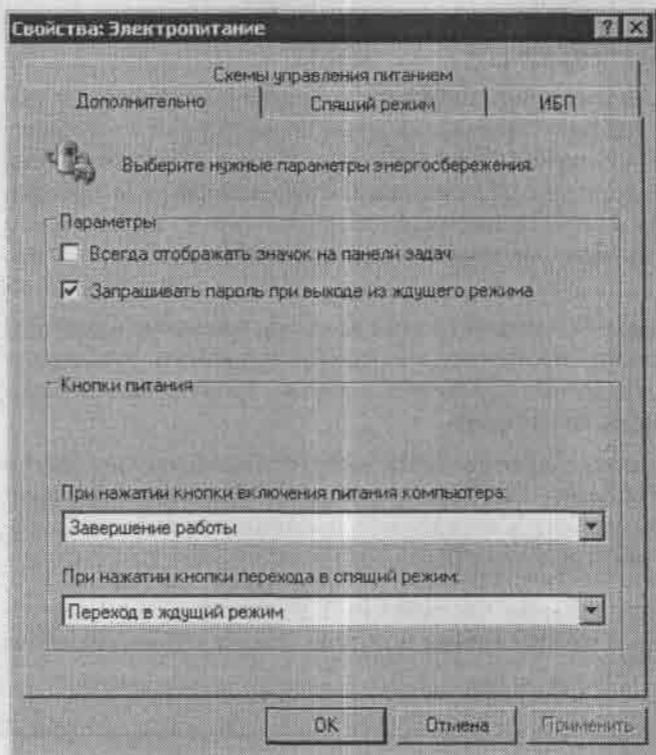 Свойства: Электропитание
Схемы управления питанием
Дополнительно
Спящий режим
ИБП
Выберите нужные параметры энергосбережения.
Параметры
Всегда отображать значок на панели задач
Запрашивать пароль при выходе из ждущего режима
Кнопки питания
При нажатии кнопки включения питания компьютера:
Завершение работы
При нажатии кнопки перехода в спящий режим:
Переход в ждущий режим
OK
Отмена
Применить